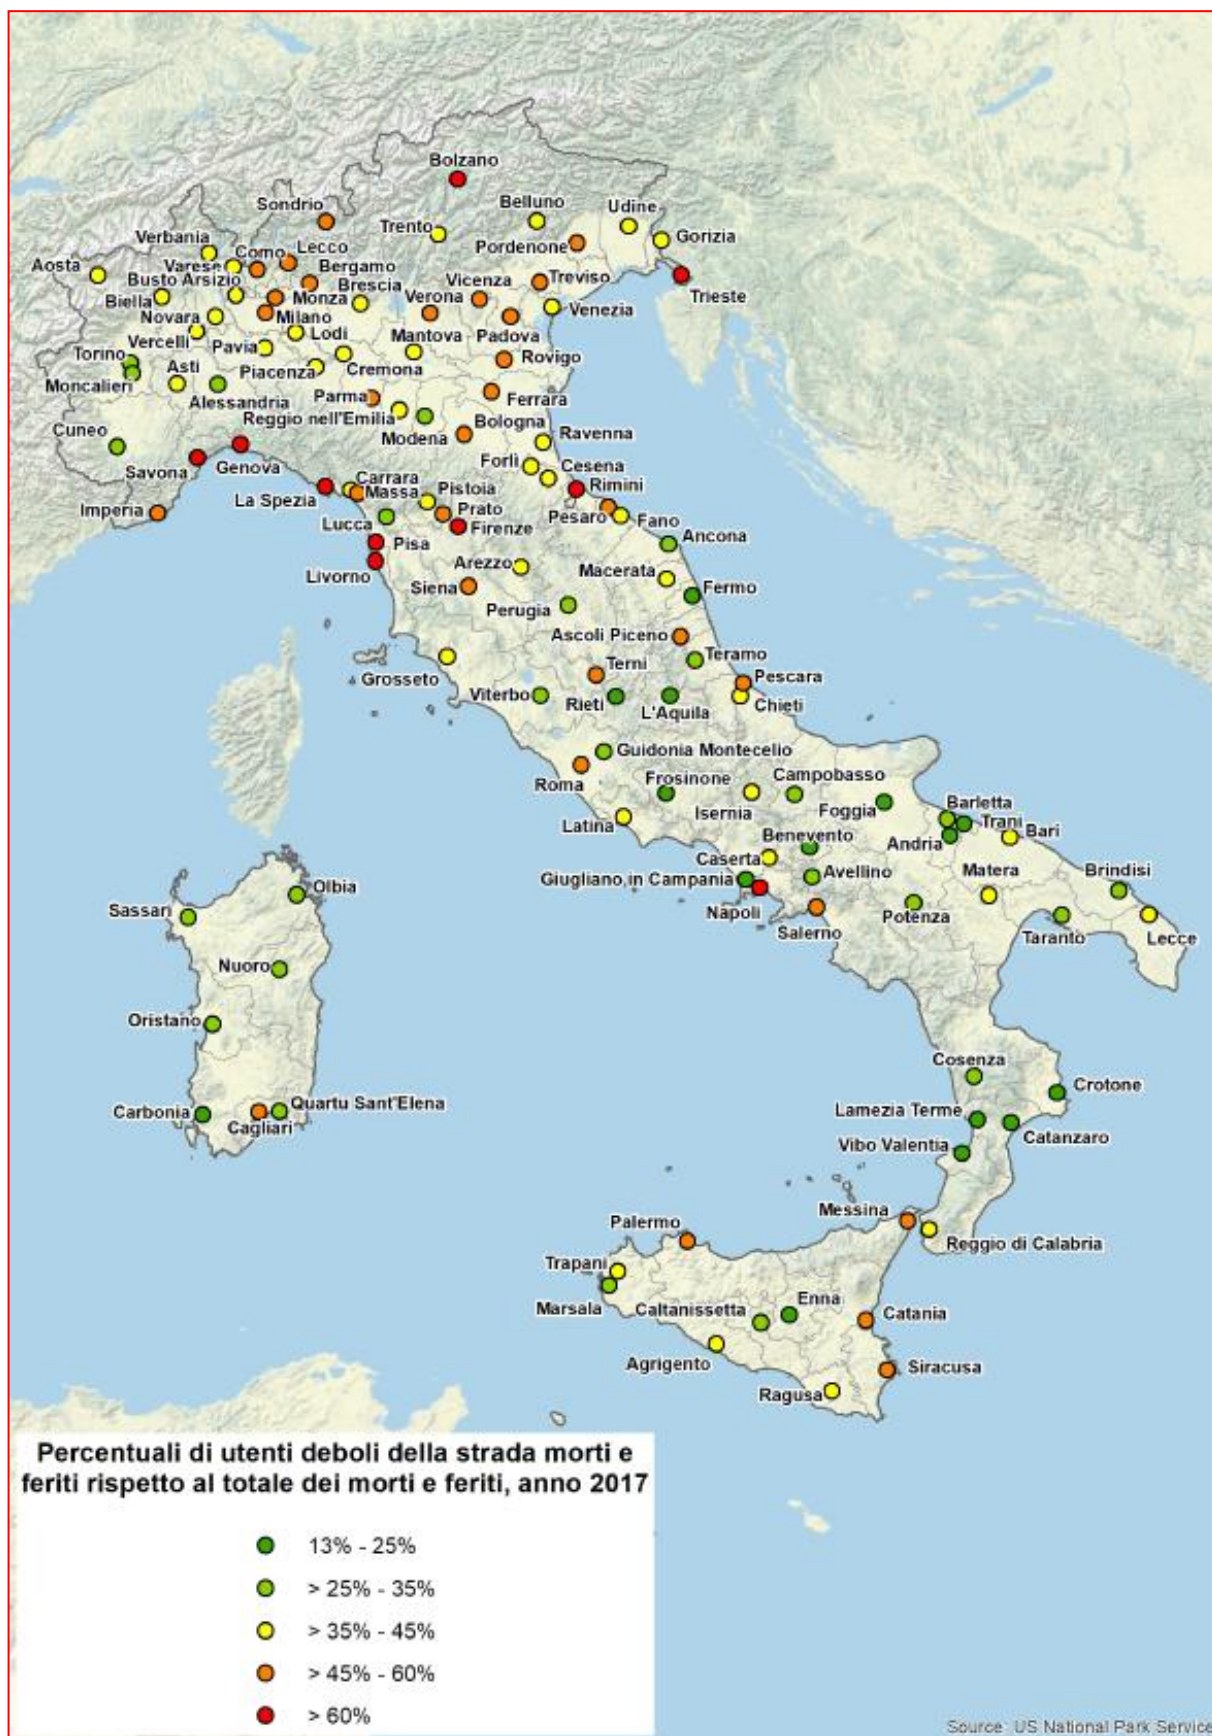 Bolzano
Sondrio
Belluno
Udine
Trento
Verbania
Como
Lecco
Pordenone
Gorizia
Aosta
Varese
Bergamo
Busto Arsizio
Brescia
Vicenza
Treviso
Trieste
Biella
Monza
Verona
Venezia
Novara
Milano
Vercelli
Lodi
Mantova
Padova
Torino
Pavia
Rovigo
Moncalieri
Asti
Piacenza
Cremona
Alessandria
Parma
Ferrara
Reggio nell'Emilia
Cuneo
Modena
Bologna
Ravenna
Savona
Genova
Forlì
Cesena
La Spezia
Carrara
Massa
Pistoia
Rimini
Imperia
Prato
Pesaro
Fano
Lucca
Firenze
Ancona
Pisa
Livorno
Arezzo
Macerata
Siena
Fermo
Perugia
Ascoli Piceno
Teramo
Grosseto
Terni
Pescara
Viterbo
Rieti
L'Aquila
Chieti
Guidonia Montecelio
Roma
Frosinone
Campobasso
Isernia
Foggia
Barletta
Latina
Trani
Benevento
Andria
Bari
Caserta
Giugliano in Campania
Avellino
Matera
Brindisi
Olbia
Sassari
Napoli
Salerno
Potenza
Taranto
Lecce
Nuoro
Oristano
Cosenza
Crotone
Carbonia
Quartu Sant'Elena
Cagliari
Lamezia Terme
Catanzaro
Vibo Valentia
Messina
Palermo
Reggio di Calabria
Trapani
Marsala
Caltanissetta
Enna
Catania
Agrigento
Siracusa
Ragusa
Percentuali di utenti deboli della strada morti e
feriti rispetto al totale dei morti e feriti, anno 2017
13% - 25%
> 25% - 35%
> 35% - 45%
> 45% - 60%
> 60%
Source: US National Park Service